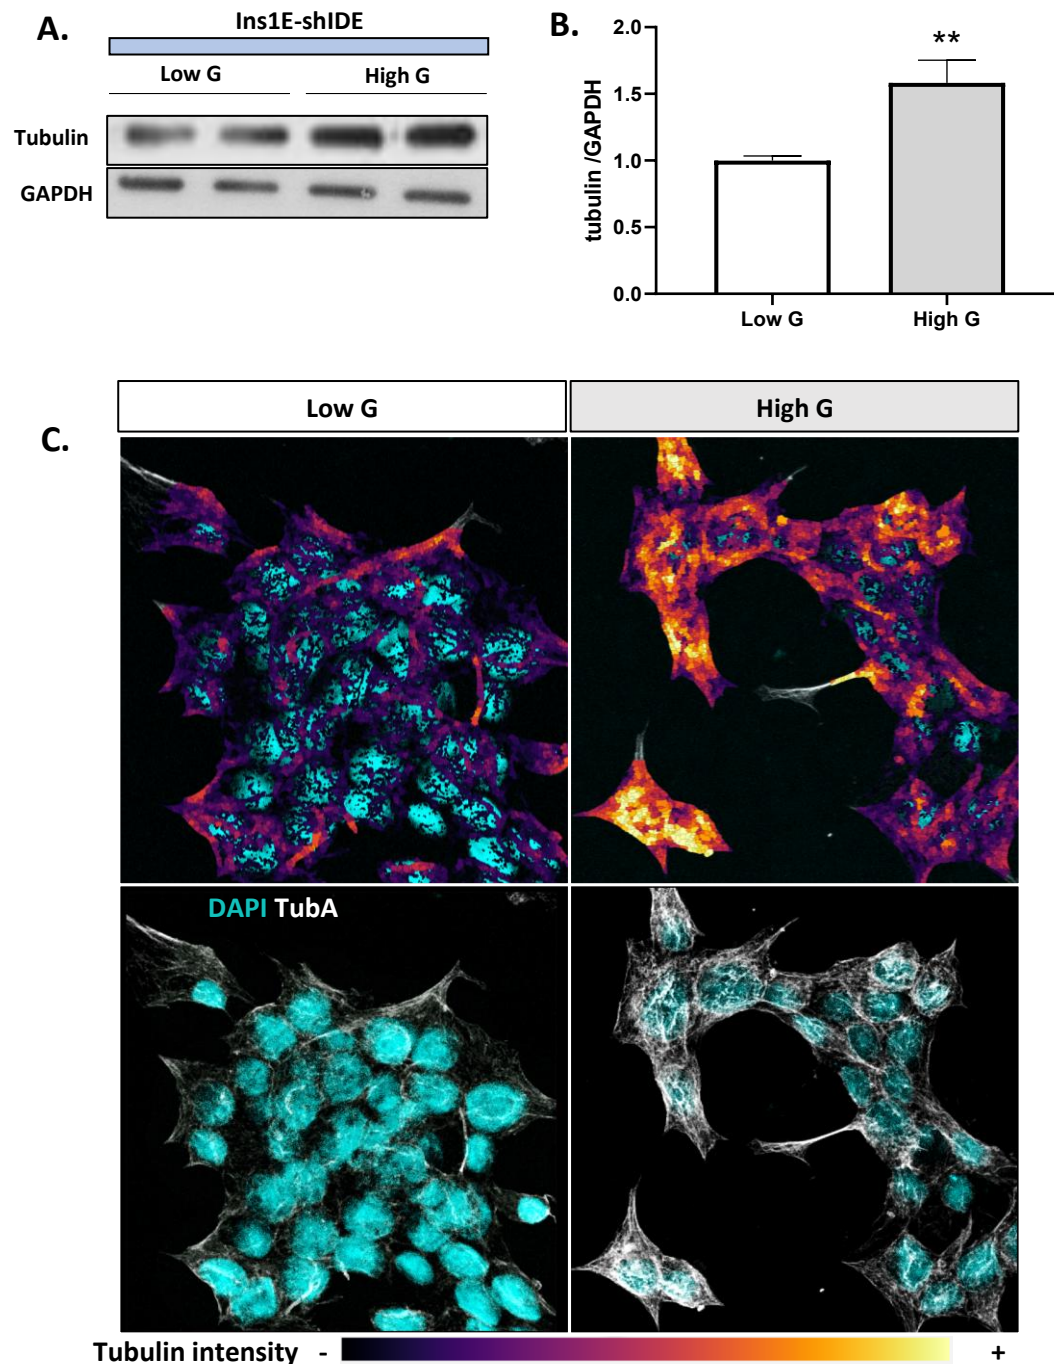 A.
Ins1E-shIDE
Low G High G
Tubulin
GAPDH
B.
**
2.0
1.5
1.0
0.5
0.0
tubulin /GAPDH
Low G High G
Low G High G
C.
DAPI TubA
Tubulin intensity - +